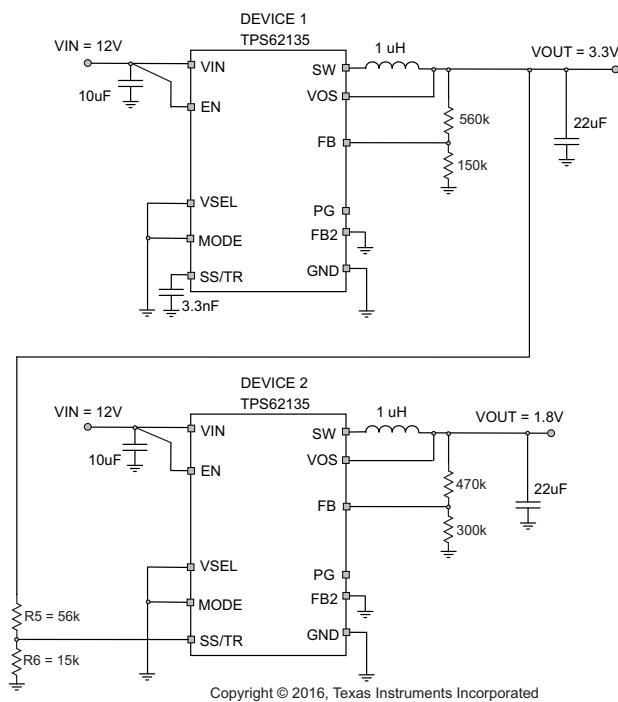 DEVICE 1
TPS62135
VIN = 12V
10uF
VIN
EN
VSEL
MODE
SS/TR
3.3nF
SW
VOS
FB
PG
FB2
GND
1 uH
VOUT = 3.3V
560k
150k
22uF
DEVICE 2
TPS62135
VIN = 12V
10uF
VIN
EN
VSEL
MODE
SS/TR
SW
VOS
FB
PG
FB2
GND
1 uH
VOUT = 1.8V
470k
300k
22uF
R5 = 56k
R6 = 15k
Copyright © 2016, Texas Instruments Incorporated